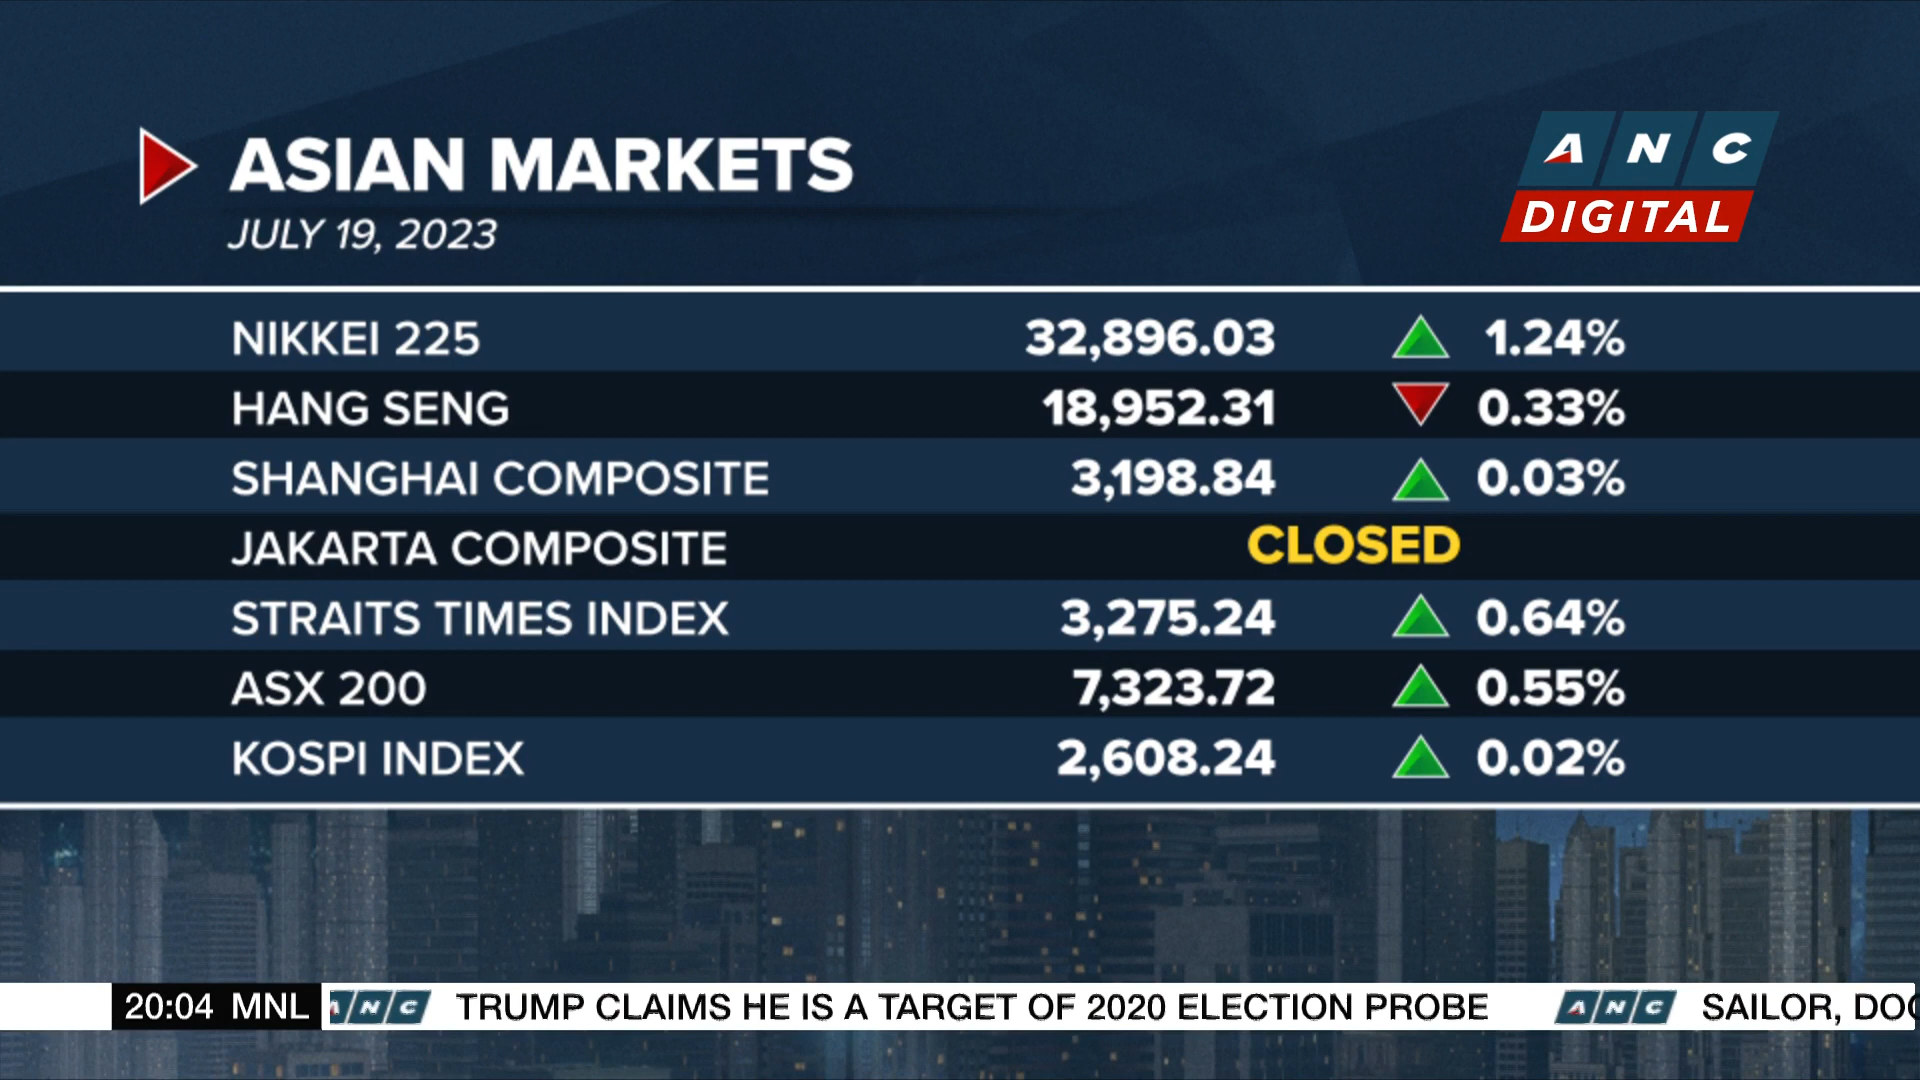 ASIAN MARKETS
JULY 19, 2023
ANC
DIGITAL
NIKKEI 225 32,896.03 1.24%
HANG SENG 18,952.31 0.33%
SHANGHAI COMPOSITE 3,198.84 0.03%
JAKARTA COMPOSITE CLOSED
STRAITS TIMES INDEX 3,275.24 0.64%
ASX 200 7,323.72 0.55%
KOSPI INDEX 2,608.24 0.02%
20:04 MNL ANC TRUMP CLAIMS HE IS A TARGET OF 2020 ELECTION PROBE ANC SAILOR,